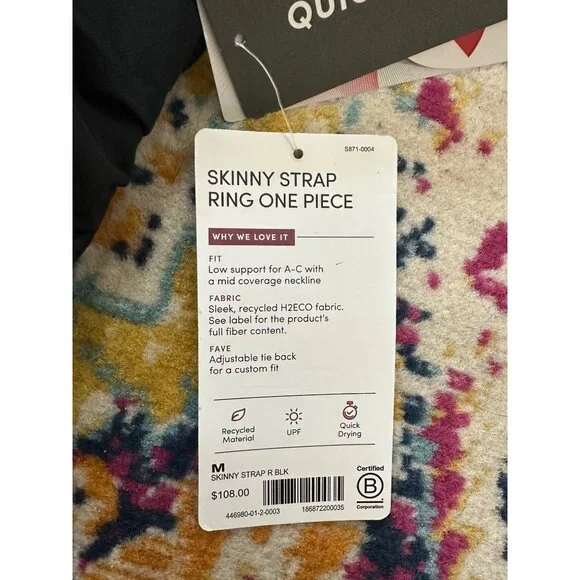 S871-0004
SKINNY STRAP
RING ONE PIECE
WHY WE LOVE IT
FIT
Low support for A-C with
a mid coverage neckline
FABRIC
Sleek, recycled H2ECO fabric.
See label for the product's
full fiber content.
FAVE
Adjustable tie back
for a custom fit
Recycled
Material
UPF
Quick
Drying
M
SKINNY STRAP R BLK
$108.00
446980-01-2-0003
186872200035
Certified
B
Corporation